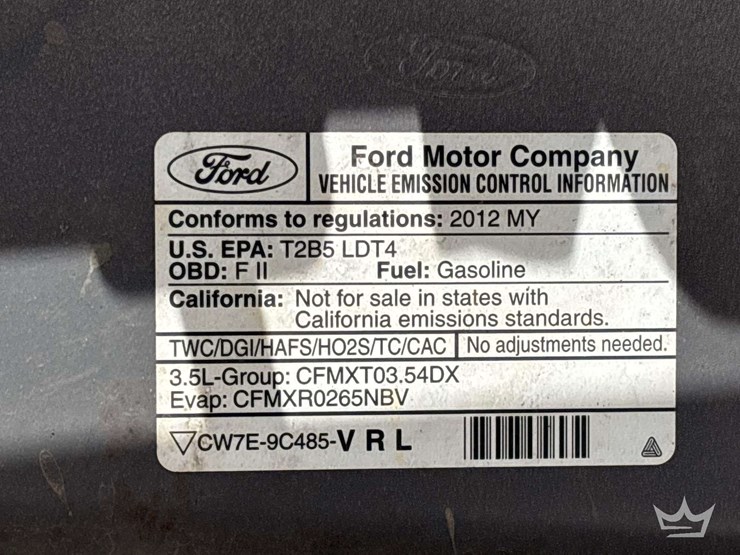 Ford
Ford
Ford Motor Company
VEHICLE EMISSION CONTROL INFORMATION
Conforms to regulations: 2012 MY
U.S. EPA: T2B5 LDT4
OBD: F II Fuel: Gasoline
California: Not for sale in states with
California emissions standards.
TWC/DGI/HAFS/HO2S/TC/CAC No adjustments needed.
3.5L-Group: CFMXT03.54DX
Evap: CFMXR0265NBV
CW7E-9C485-V R L